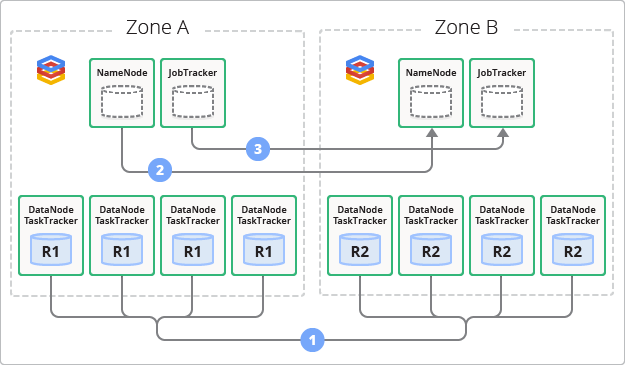 Zone A
Zone B
NameNode
JobTracker
NameNode
JobTracker
3
2
DataNode
TaskTracker
R1
DataNode
TaskTracker
R1
DataNode
TaskTracker
R1
DataNode
TaskTracker
R1
DataNode
TaskTracker
R2
DataNode
TaskTracker
R2
DataNode
TaskTracker
R2
DataNode
TaskTracker
R2
1